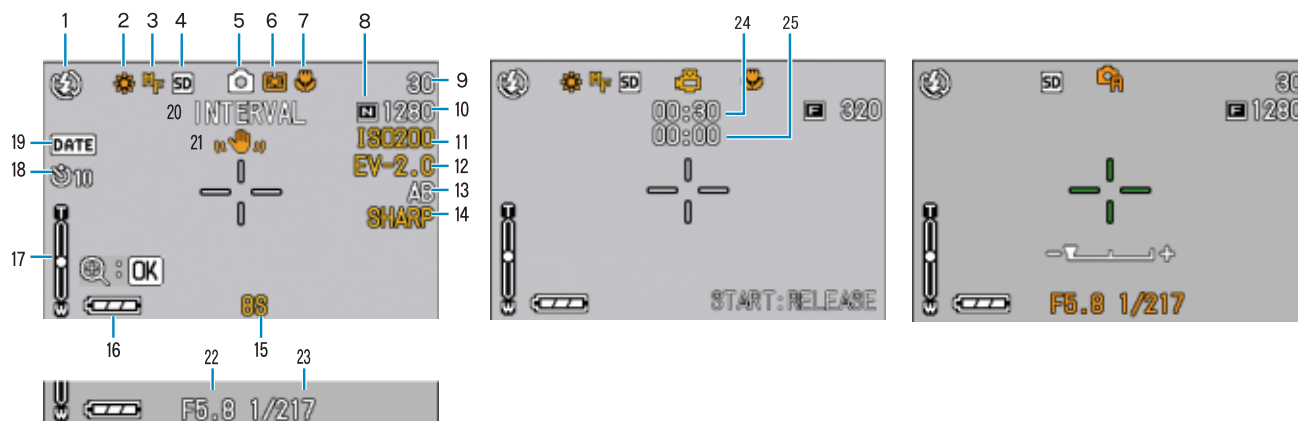 1 2 3 4 5 6 7 8 24 25
MF SD 30 9
20 INTERVAL N 1280 10
19 DATE 21 ISO200 11
18 10 EV-2.0 12
AB 13
SHARP 14
T
17
: OK
W 8S
16 15
MF SD
00:30 F 320
00:00
T
W START:RELEASE
SD A 30
F 1280
T
- +
W F5.8 1/217
22 23
W F5.8 1/217